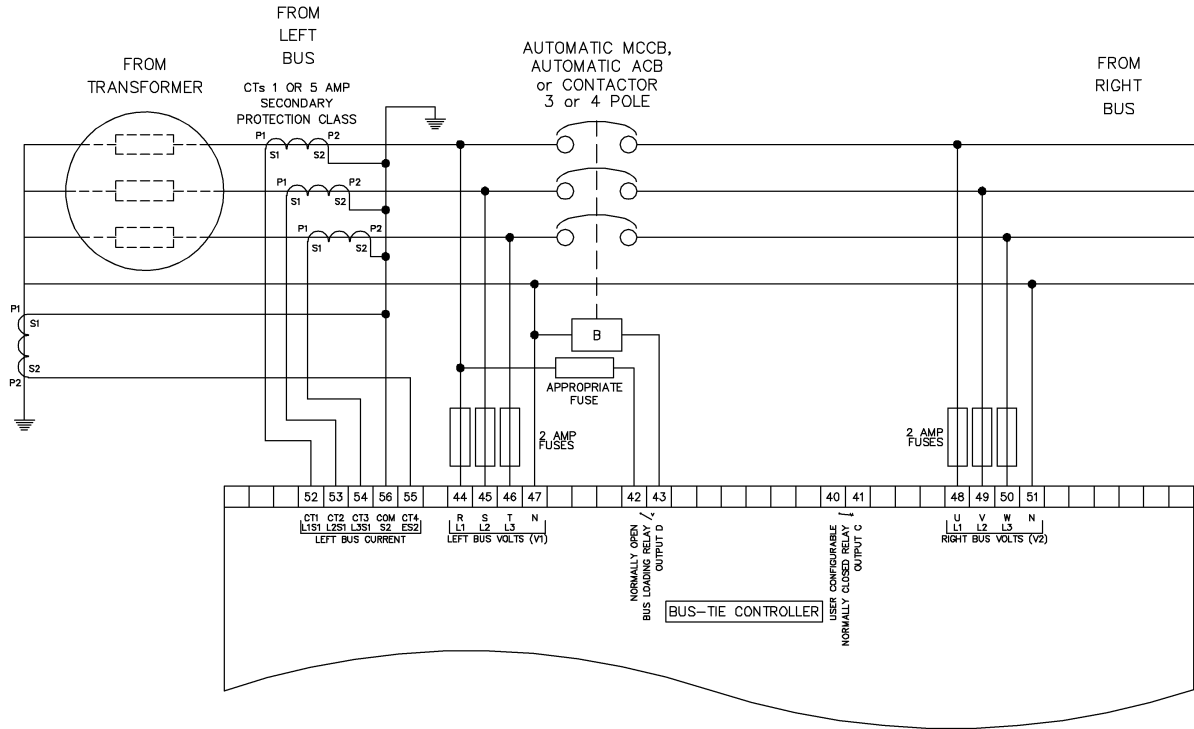 FROM
LEFT
BUS
FROM
TRANSFORMER
CTs 1 OR 5 AMP
SECONDARY
PROTECTION CLASS
AUTOMATIC MCCB,
AUTOMATIC ACB
or CONTACTOR
3 or 4 POLE
FROM
RIGHT
BUS
P1 P2
S1 S2
P1 P2
S1 S2
P1 P2
S1 S2
P1
S1
S2
P2
B
APPROPRIATE
FUSE
2 AMP
FUSES
2 AMP
FUSES
52 53 54 56 55 44 45 46 47 42 43 40 41 48 49 50 51
CT1 CT2 CT3 COM CT4
L1S1 L2S1 L3S1 S2 ES2
LEFT BUS CURRENT
R S T N
L1 L2 L3
LEFT BUS VOLTS (V1)
NORMALLY OPEN
BUS LOADING RELAY
OUTPUT D
USER CONFIGURABLE
NORMALLY CLOSED RELAY
OUTPUT C
U V W N
L1 L2 L3
RIGHT BUS VOLTS (V2)
BUS-TIE CONTROLLER